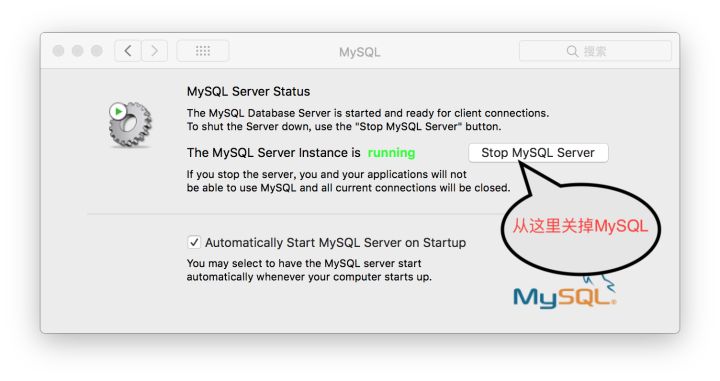 MySQL
搜索
MySQL Server Status
The MySQL Database Server is started and ready for client connections.
To shut the Server down, use the "Stop MySQL Server" button.
The MySQL Server Instance is running
Stop MySQL Server
If you stop the server, you and your applications will not
be able to use MySQL and all current connections will be closed.
从这里关掉MySQL
Automatically Start MySQL Server on Startup
You may select to have the MySQL server start
automatically whenever your computer starts up.
MySQL®